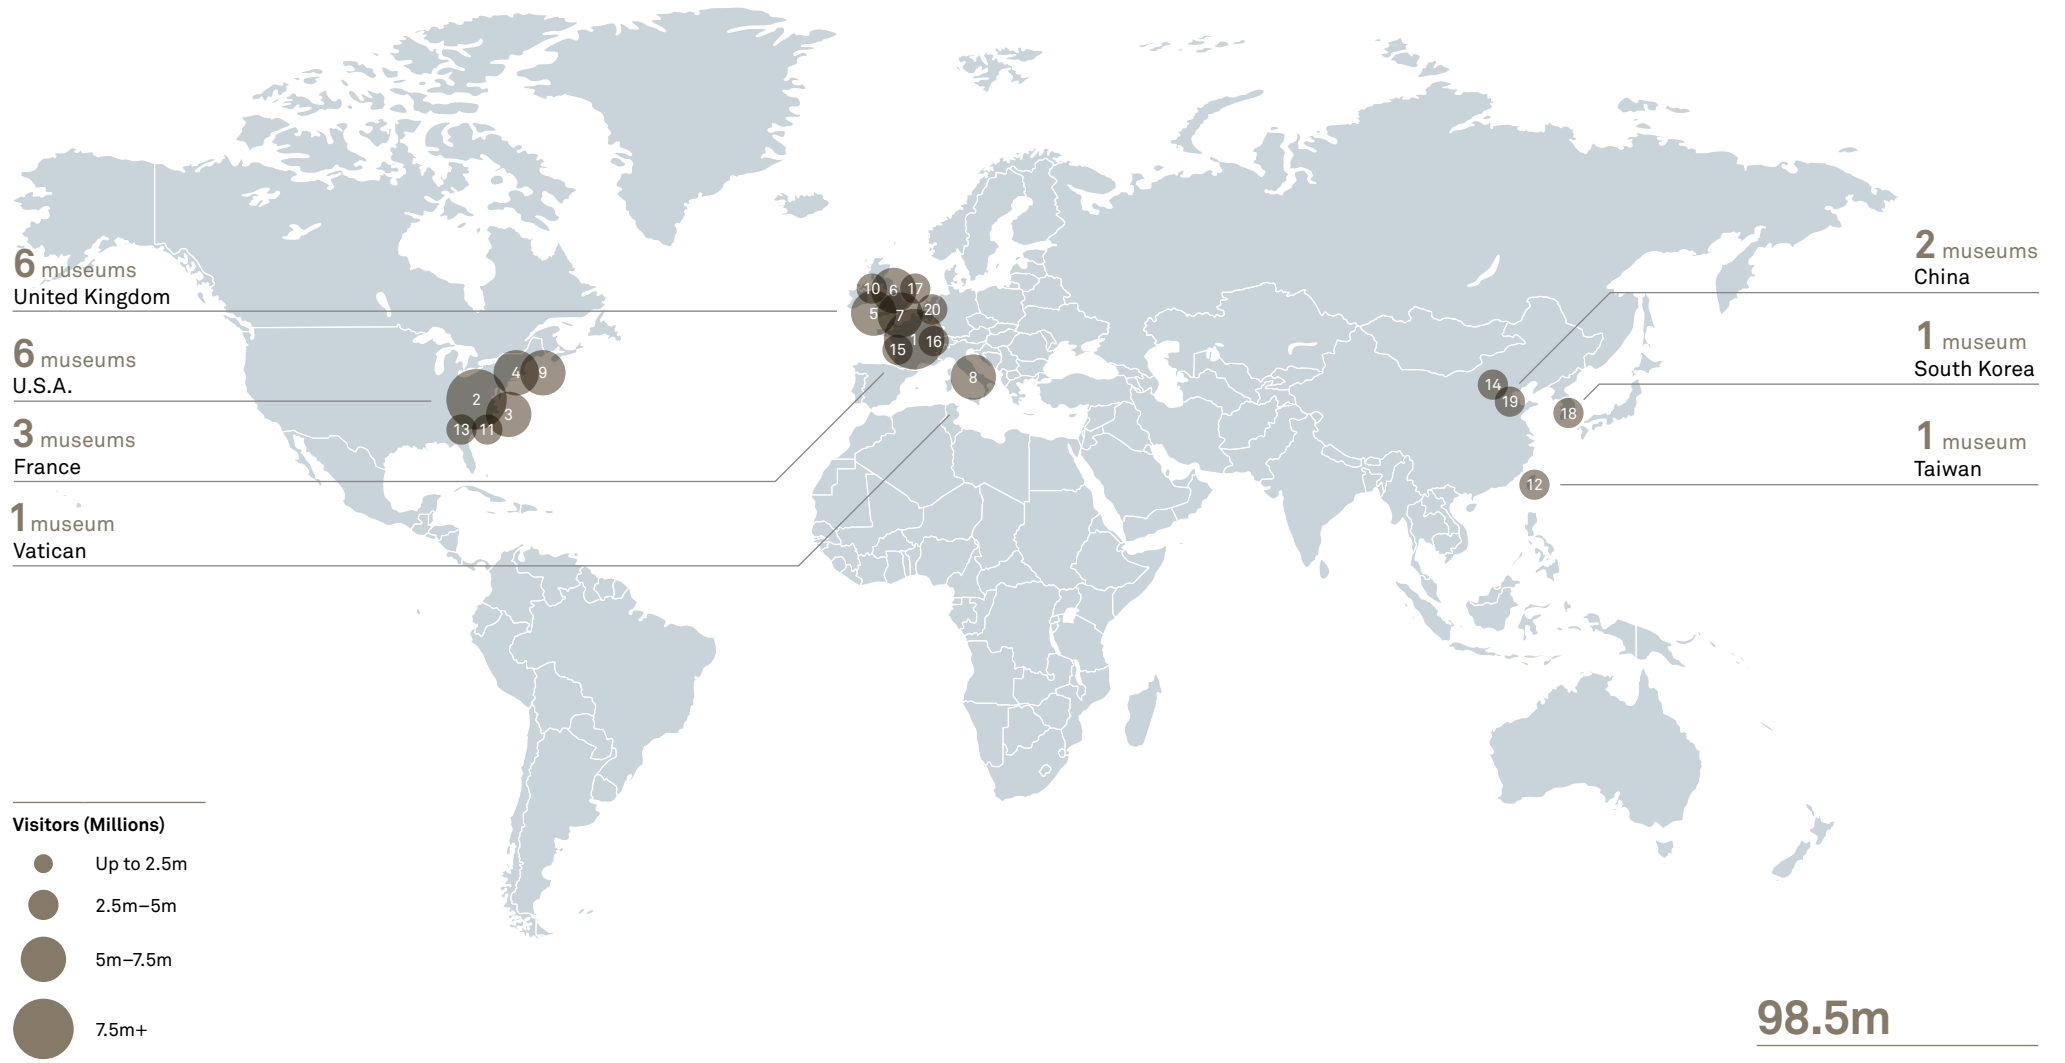 6 museums
United Kingdom
6 museums
U.S.A.
3 museums
France
1 museum
Vatican
2 museums
China
1 museum
South Korea
1 museum
Taiwan
10
6
17
5
7
20
1
15
16
8
4
9
2
3
13
11
14
19
18
12
Visitors (Millions)
Up to 2.5m
2.5m–5m
5m–7.5m
7.5m+
98.5m